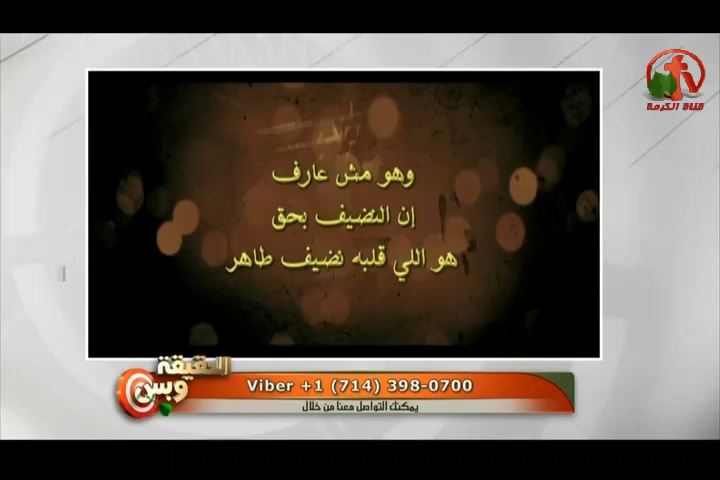 قناة الكرمة
وهو مش عارف
إن النضيف بحق
هو اللي قلبه نضيف طاهر
الحقيقة
وبس
Viber +1 (714) 398-0700
يمكنك التواصل معنا من خلال